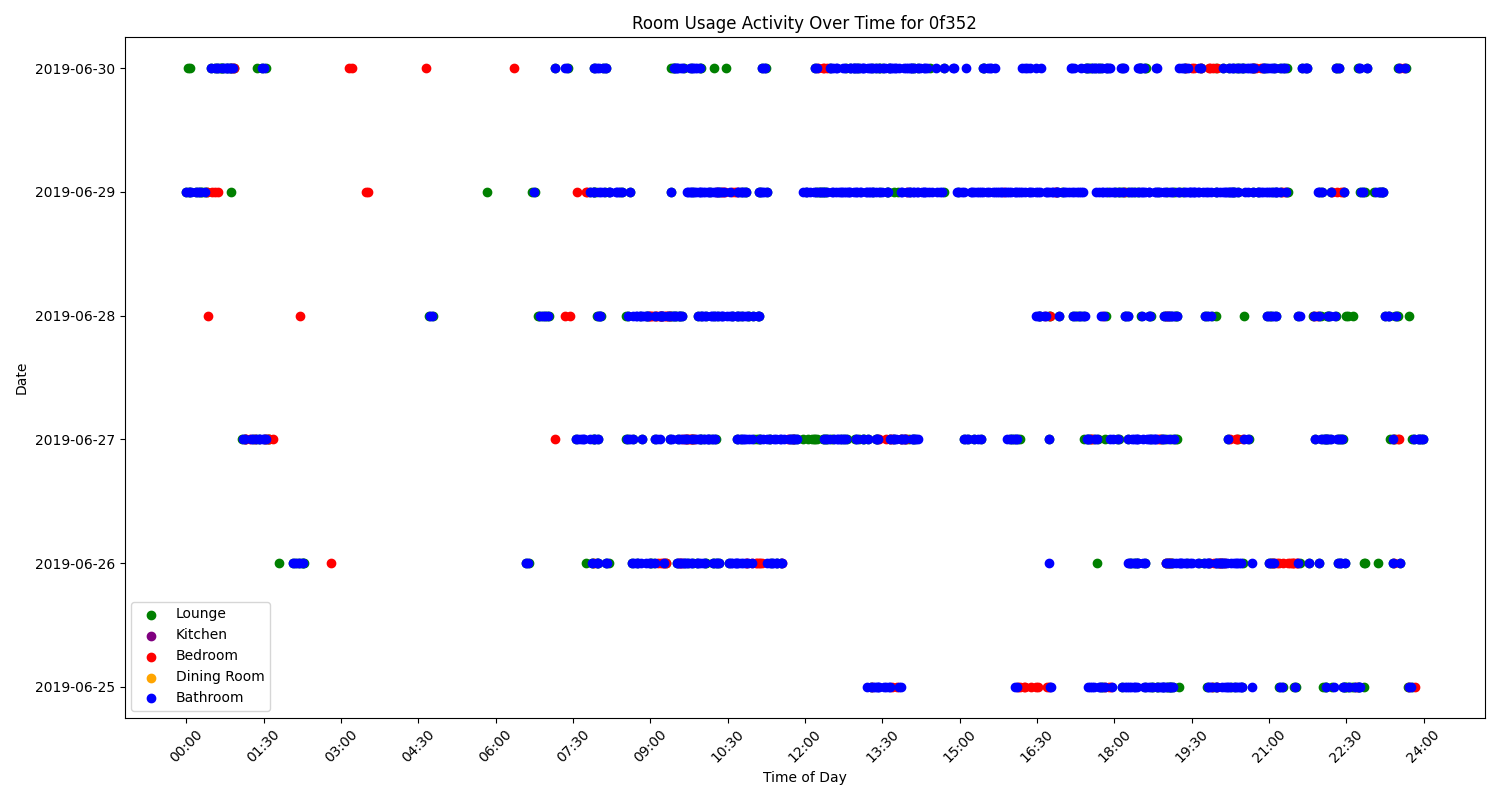 Room Usage Activity Over Time for 0f352
Date
2019-06-30
2019-06-29
2019-06-28
2019-06-27
2019-06-26
2019-06-25
Lounge
Kitchen
Bedroom
Dining Room
Bathroom
00:00 01:30 03:00 04:30 06:00 07:30 09:00 10:30 12:00 13:30 15:00 16:30 18:00 19:30 21:00 22:30 24:00
Time of Day